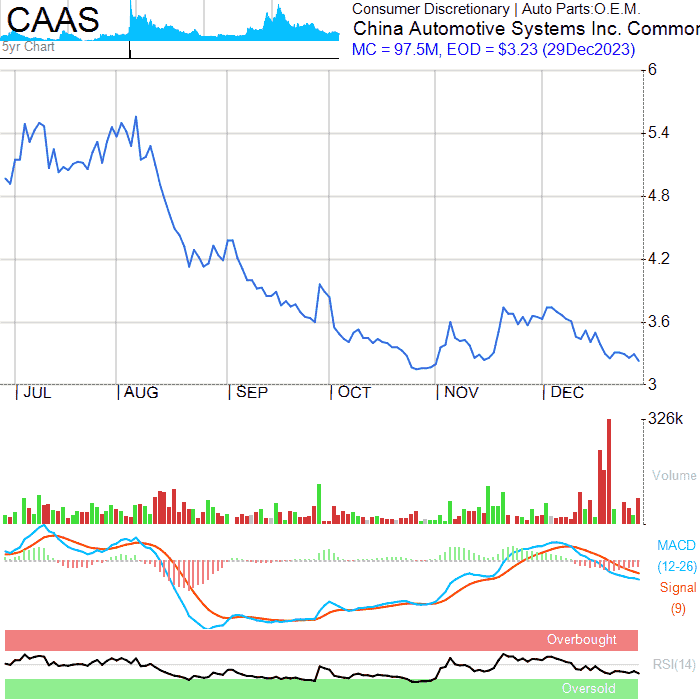 CAAS
5yr Chart
Consumer Discretionary | Auto Parts:O.E.M.
China Automotive Systems Inc. Common
MC = 97.5M, EOD = $3.23 (29Dec2023)
6
5.4
4.8
4.2
3.6
3
JUL AUG SEP OCT NOV DEC
326k
Volume
MACD
(12-26)
Signal
(9)
Overbought
RSI(14)
Oversold